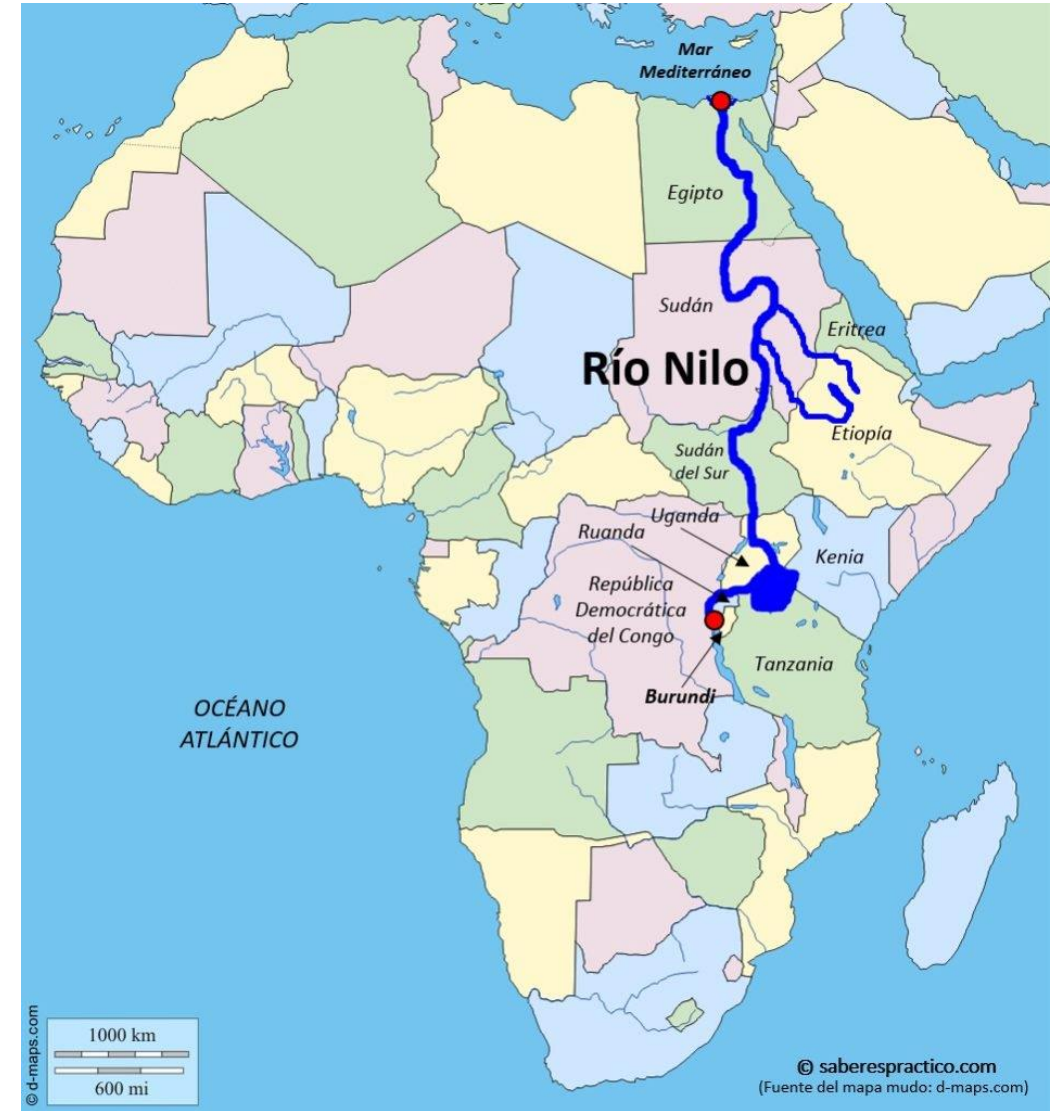 Mar
Mediterráneo
Egipto
Sudán
Eritrea
Río Nilo
Etiopía
Sudán
del Sur
Uganda
Ruanda
Kenia
República
Democrática
del Congo
Tanzania
Burundi
OCÉANO
ATLÁNTICO
© d-maps.com
1000 km
600 mi
© saberespractico.com
(Fuente del mapa mudo: d-maps.com)